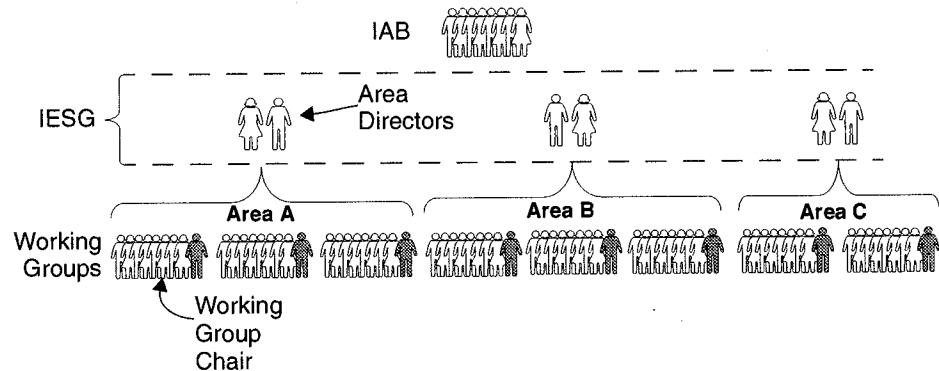 IAB
IESG
Area
Directors
Area A
Area B
Area C
Working
Groups
Working
Group
Chair